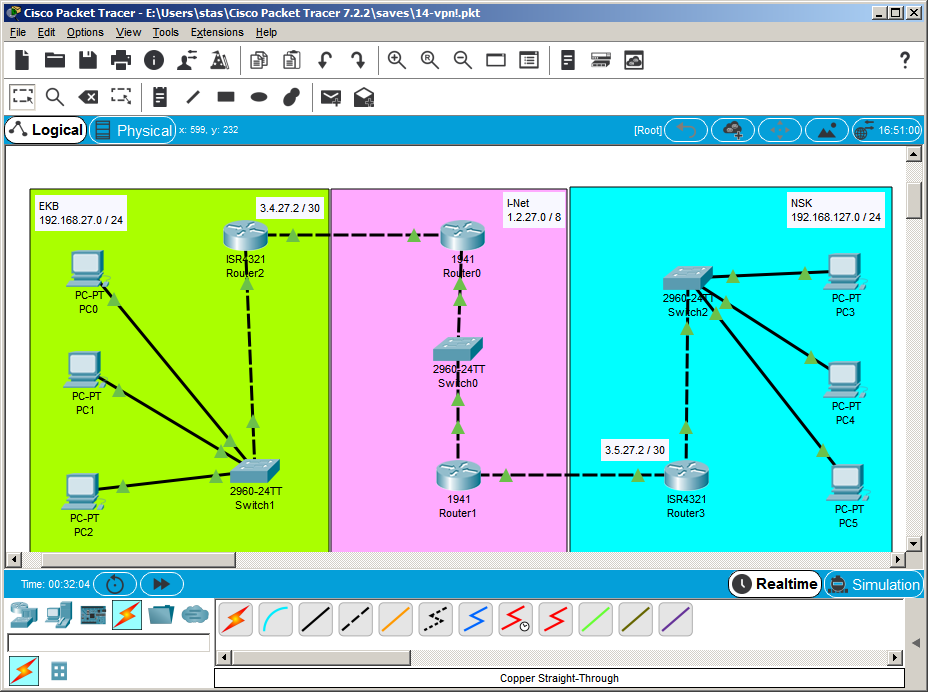 Cisco Packet Tracer - E:\Users\stas\Cisco Packet Tracer 7.2.2\saves\14-vpn!.pkt
File Edit Options View Tools Extensions Help
?
Logical Physical x: 599, y: 232 [Root] 16:51:00
EKB
192.168.27.0 / 24
3.4.27.2 / 30
ISR4321
Router2
PC-PT
PC0
PC-PT
PC1
PC-PT
PC2
2960-24TT
Switch1
I-Net
1.2.27.0 / 8
1941
Router0
2960-24TT
Switch0
1941
Router1
NSK
192.168.127.0 / 24
2960-24TT
Switch2
PC-PT
PC3
PC-PT
PC4
PC-PT
PC5
3.5.27.2 / 30
ISR4321
Router3
Time: 00:32:04 Realtime Simulation
Copper Straight-Through